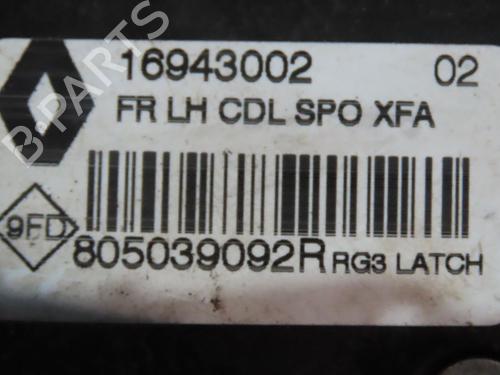 16943002 02
FR LH CDL SPO XFA
9FD
805039092R RG3 LATCH
B-PARTS